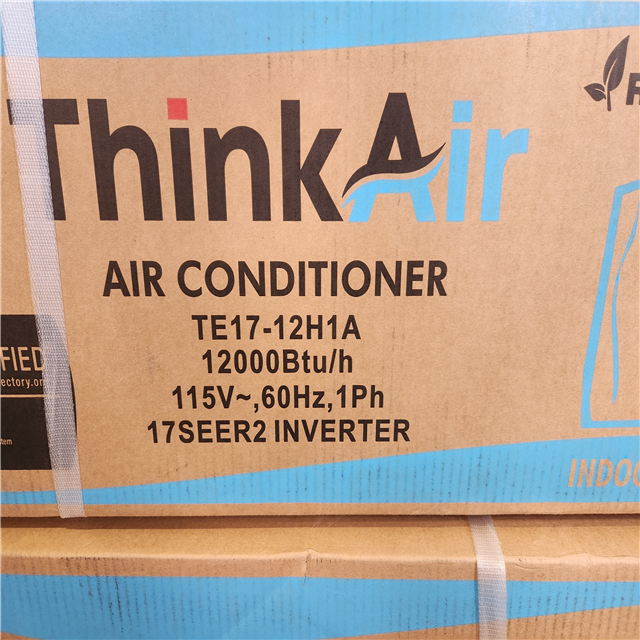 ThinkAir
AIR CONDITIONER
TE17-12H1A
12000Btu/h
115V~,60Hz,1Ph
17SEER2 INVERTER